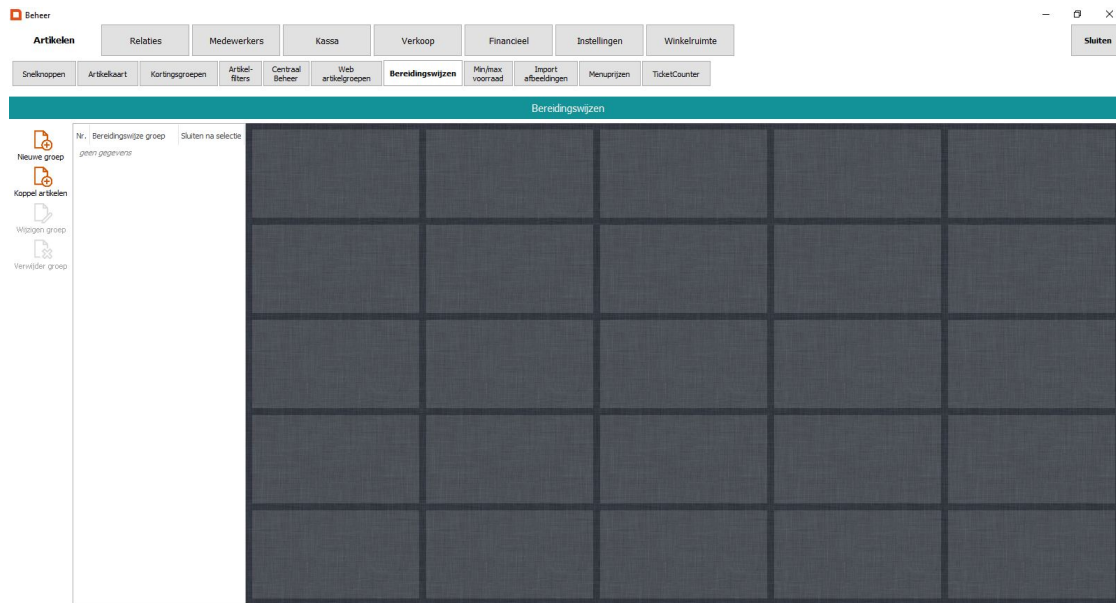 Beheer
Artikelen Relaties Medewerkers Kassa Verkoop Financieel Instellingen Winkelruimte Sluiten
Snelknoppen Artikelkaart Kortingsgroepen Artikel-filters Centraal Beheer Web artikelgroepen Bereidingswijzen Min/max voorraad Import afbeeldingen Menuprijzen TicketCounter
Bereidingswijzen
Nr. Bereidingswijze groep Sluiten na selectie
geen gegevens
Nieuwe groep
Koppel artikelen
Wijzigen groep
Verwijder groep